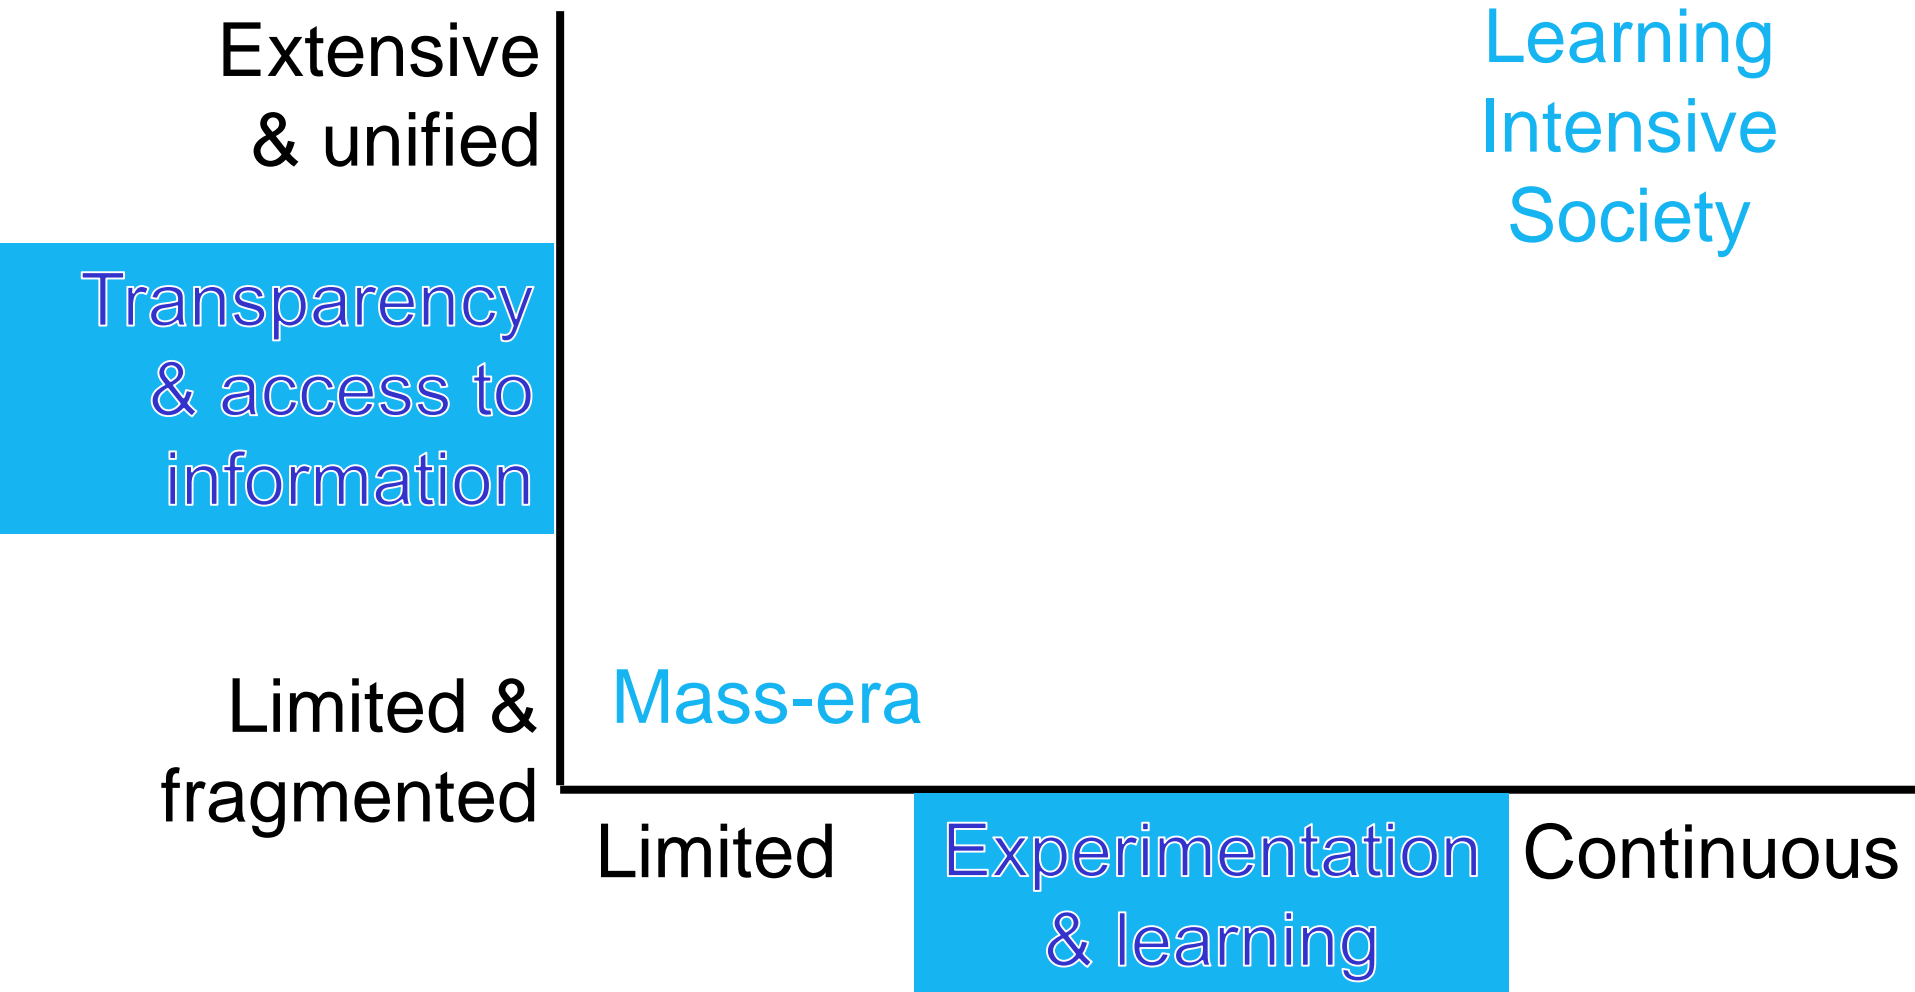 Extensive
& unified
Learning
Intensive
Society
Transparency
& access to
information
Limited &
fragmented
Mass-era
Limited
Experimentation
& learning
Continuous